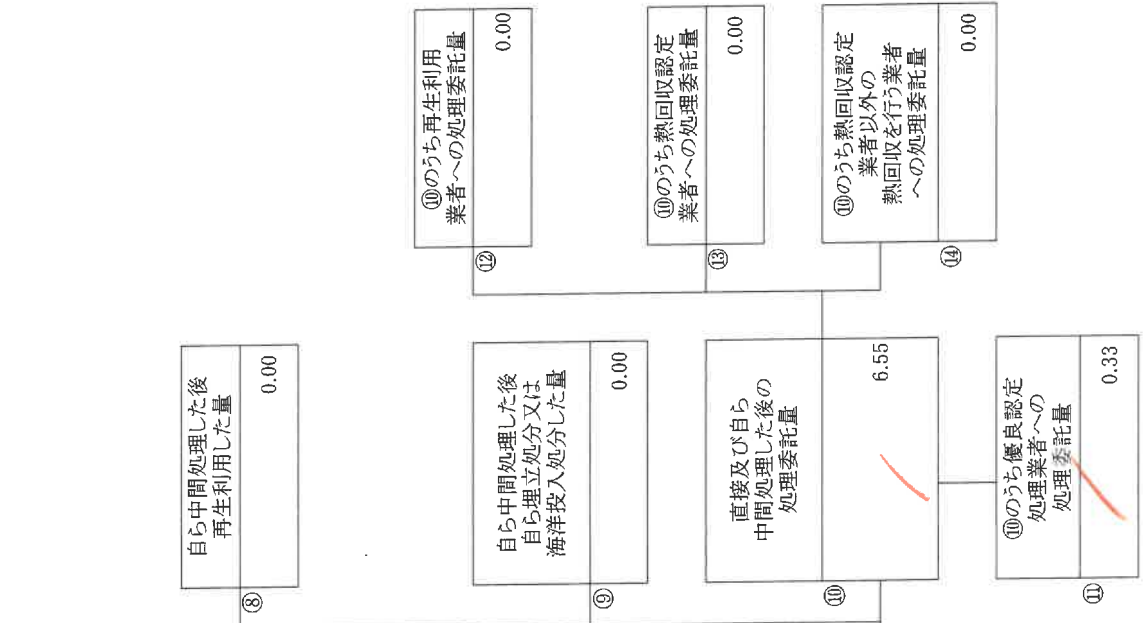 ⑧
自ら中間処理した後
再生利用した量
0.00
⑨
自ら中間処理した後
自ら埋立処分又は
海洋投入処分した量
0.00
⑩
直接及び自ら
中間処理した後の
処理委託量
6.55
⑪
⑩のうち優良認定
処理業者への
処理委託量
0.33
⑫
⑩のうち再生利用
業者への処理委託量
0.00
⑬
⑩のうち熱回収認定
業者への処理委託量
0.00
⑭
⑩のうち熱回収認定
業者以外の
熱回収を行う業者
への処理委託量
0.00